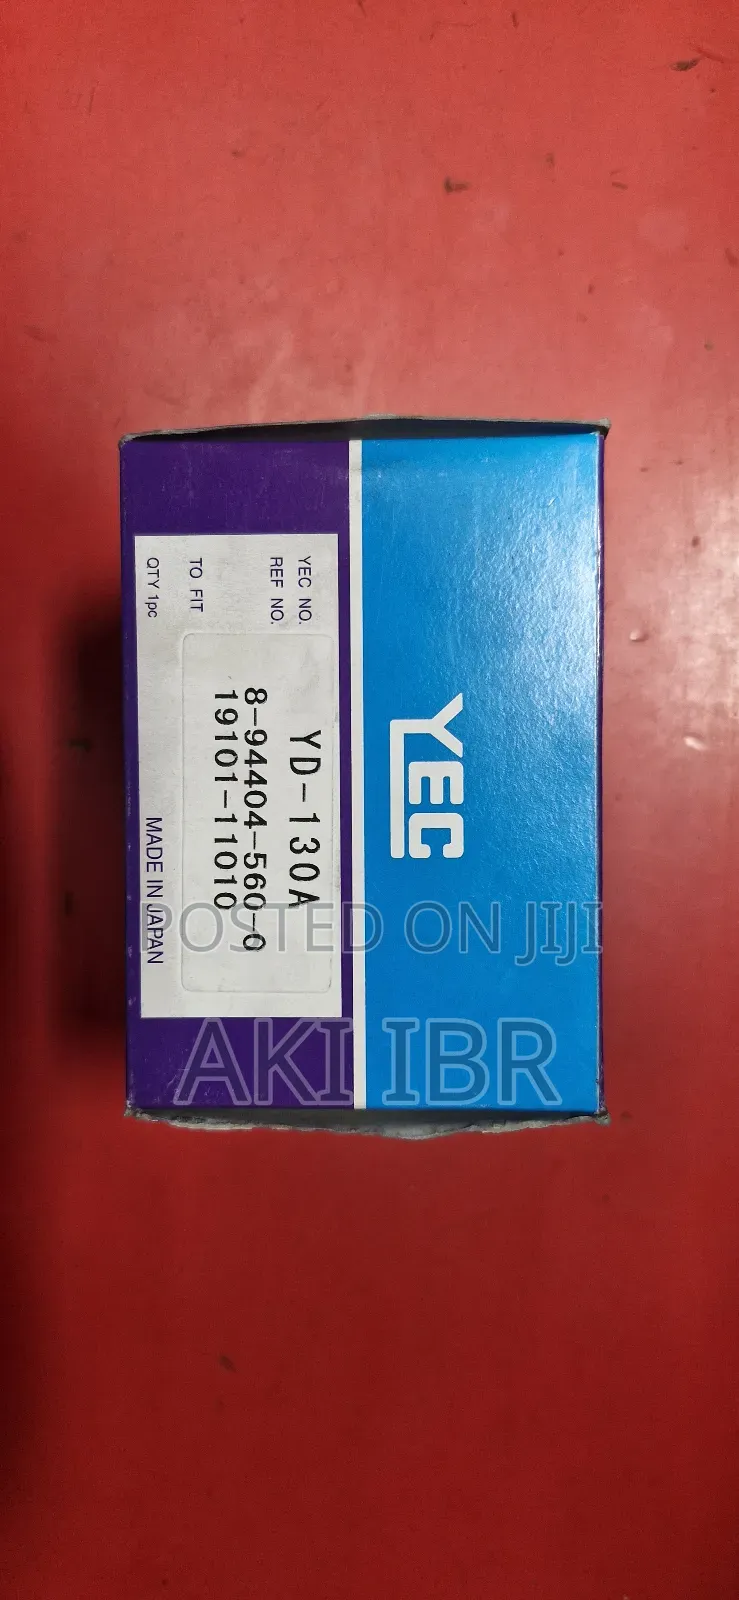 YEC
YEC NO. YD-130A
REF NO. 8-94404-560-0
19101-11010
TO FIT
QTY 1pc MADE IN JAPAN
POSTED ON JIJI
AKI IBR